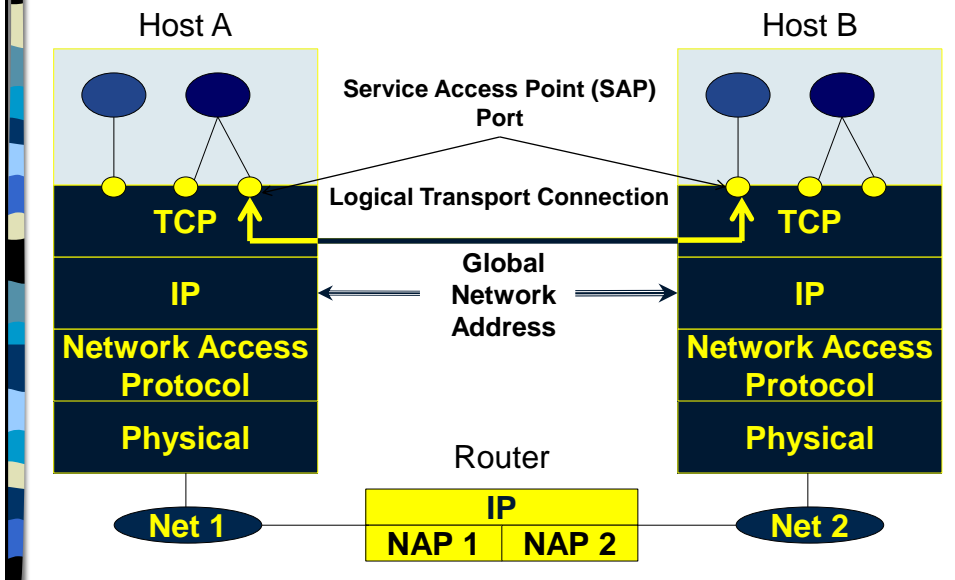 Host A
Host B
Service Access Point (SAP)
Port
Logical Transport Connection
TCP
TCP
Global
Network
Address
IP
IP
Network Access
Protocol
Network Access
Protocol
Physical
Physical
Router
IP
NAP 1
NAP 2
Net 1
Net 2